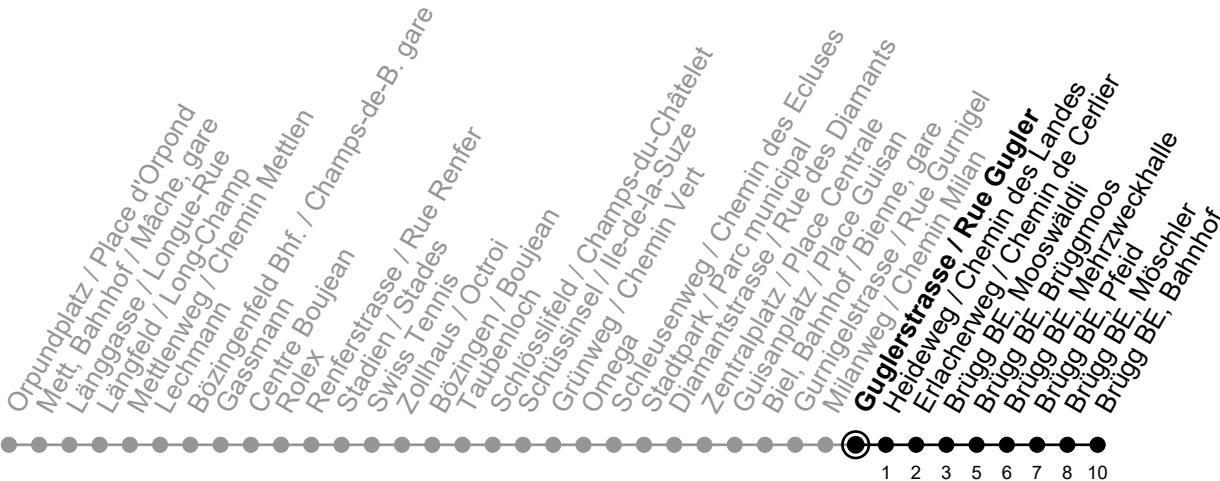 Orpundplatz / Place d'Orpond
Mett, Bahnhof / Mâche, gare
Länggasse / Longue-Rue
Längfeld / Long-Champ
Mettlenweg / Chemin Mettlen
Lechmann
Bözingenfeld Bhf. / Champs-de-B. gare
Gassmann
Centre Boujean
Rolex
Renferstrasse / Rue Renfer
Stadien / Stades
Swiss Tennis
Zollhaus / Octroi
Bözingen / Boujean
Taubenloch
Schlösslifeld / Champs-du-Châtelet
Schüssinsel / Ile-de-la-Suze
Grünweg / Chemin Vert
Omega
Schleusenweg / Chemin des Ecluses
Stadtpark / Parc municipal
Diamantstrasse / Rue des Diamants
Zentralplatz / Place Centrale
Guisanplatz / Place Guisan
Biel, Bahnhof / Bienne, gare
Gurnigelstrasse / Rue Gurnigel
Milanweg / Chemin Milan
Guglerstrasse / Rue Gugler
Heideweg / Chemin des Landes
Erlacherweg / Chemin de Cerlier
Brügg BE, Mooswäldli
Brügg BE, Brüggmoos
Brügg BE, Mehrzweckhalle
Brügg BE, Pfeid
Brügg BE, Möschler
Brügg BE, Bahnhof
1 2 3 5 6 7 8 10